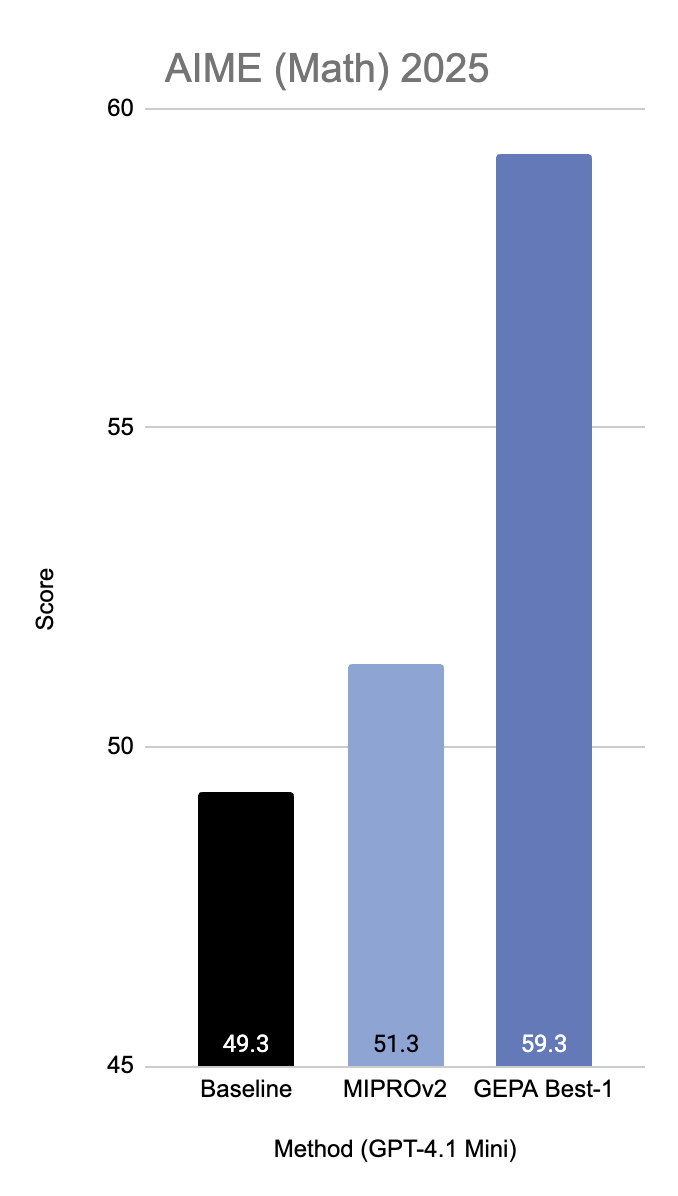 AIME (Math) 2025
60
55
50
45
Score
49.3
51.3
59.3
Baseline
MIPROv2
GEPA Best-1
Method (GPT-4.1 Mini)